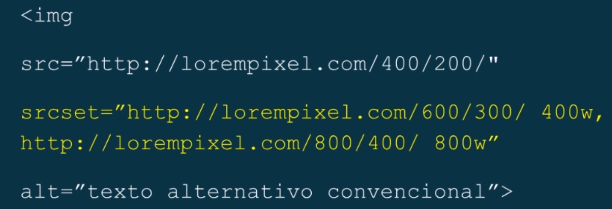 <img
src=”http://lorempixel.com/400/200/"
srcset=”http://lorempixel.com/600/300/ 400w,
http://lorempixel.com/800/400/ 800w”
alt=”texto alternativo convencional”>